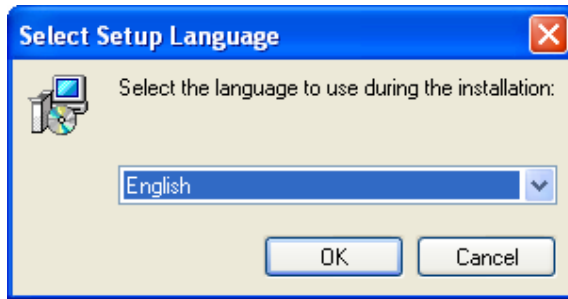 Select Setup Language
Select the language to use during the installation:
English
OK
Cancel